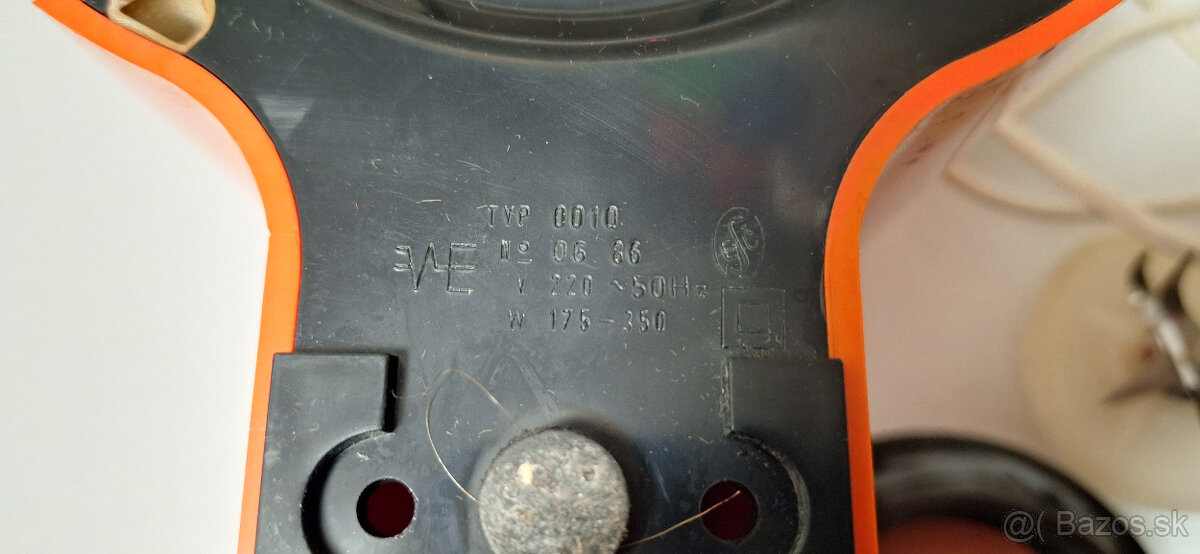 TYP 0010
Nº 06 86
V 220 ~ 50Hz
W 175-350
@( Bazos.sk